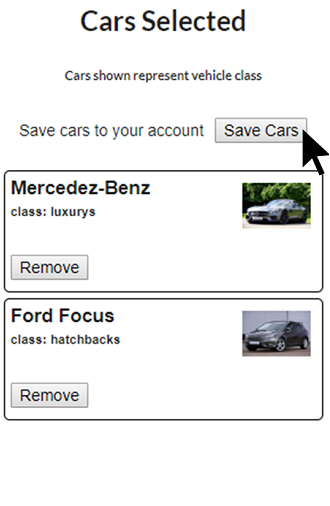 Cars Selected
Cars shown represent vehicle class
Save cars to your account Save Cars
Mercedez-Benz
class: luxurys
Remove
Ford Focus
class: hatchbacks
Remove